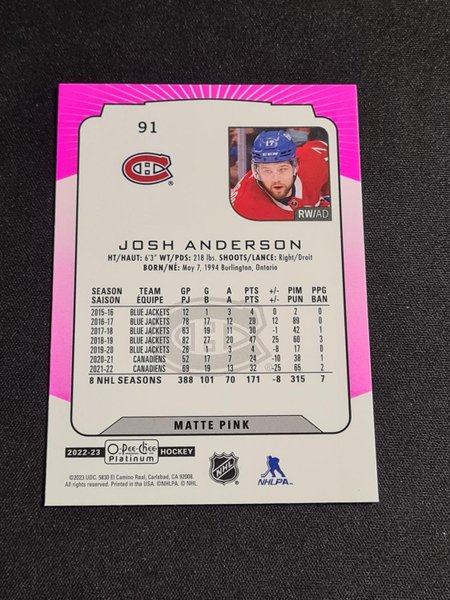 91
17
RW/AD
JOSH ANDERSON
HT/HAUT: 6'3" WT/PDS: 218 lbs. SHOOTS/LANCE: Right/Droit
BORN/NÉ: May 7, 1994 Burlington, Ontario
SEASON TEAM GP G A PTS +/- PIM PPG
SAISON ÉQUIPE PJ B A PTS +/- PUN BAN
2015-16 BLUE JACKETS 12 1 3 4 0 2 0
2016-17 BLUE JACKETS 78 17 12 29 12 89 0
2017-18 BLUE JACKETS 63 19 11 30 -1 42 1
2018-19 BLUE JACKETS 82 27 20 47 25 60 3
2019-20 BLUE JACKETS 26 1 3 4 -8 17 0
2020-21 CANADIENS 52 17 7 24 -10 38 1
2021-22 CANADIENS 69 19 13 32 -25 65 2
8 NHL SEASONS 388 101 70 171 -8 315 7
MATTE PINK
2022-23 O-Pee-Chee Platinum HOCKEY
NHL
NHLPA
©2023 UDC. 5830 El Camino Real, Carlsbad, CA 92008.
All rights reserved. Printed in the USA. ©NHLPA. © NHL.